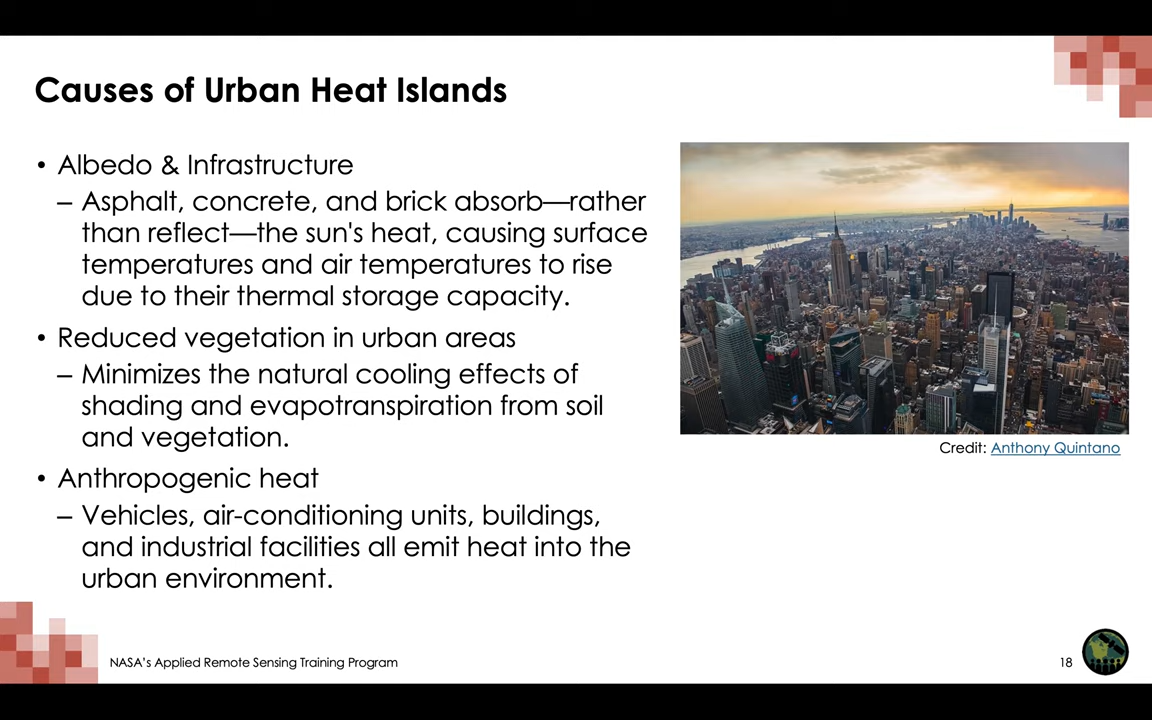 Causes of Urban Heat Islands
• Albedo & Infrastructure
– Asphalt, concrete, and brick absorb—rather
than reflect—the sun's heat, causing surface
temperatures and air temperatures to rise
due to their thermal storage capacity.
• Reduced vegetation in urban areas
– Minimizes the natural cooling effects of
shading and evapotranspiration from soil
and vegetation.
• Anthropogenic heat
– Vehicles, air-conditioning units, buildings,
and industrial facilities all emit heat into the
urban environment.
Credit: Anthony Quintano
NASA's Applied Remote Sensing Training Program
18